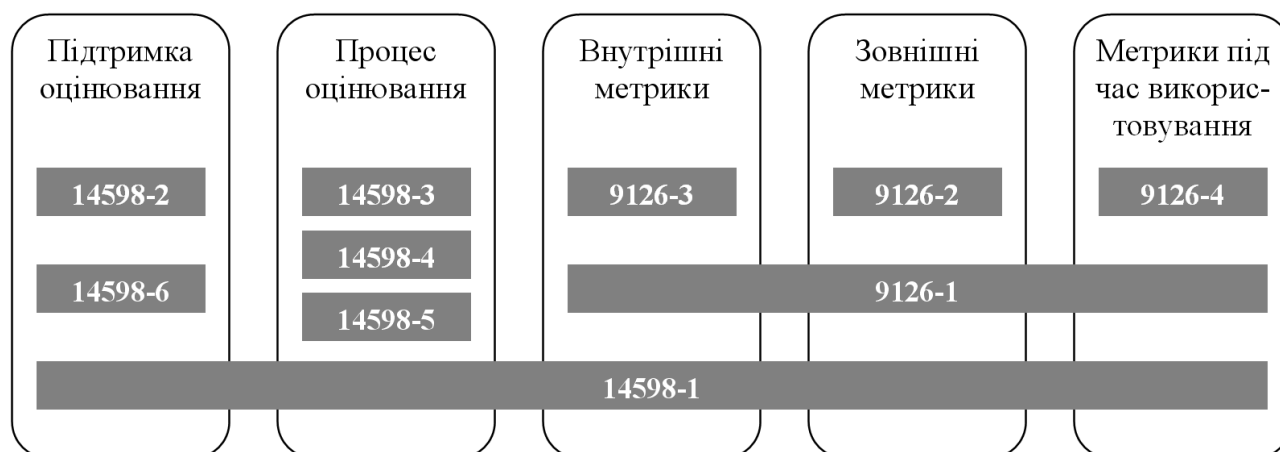 Підтримка
оцінювання
Процес
оцінювання
Внутрішні
метрики
Зовнішні
метрики
Метрики під
час викорис-
товування
14598-2
14598-3
9126-3
9126-2
9126-4
14598-4
14598-6
9126-1
14598-5
14598-1